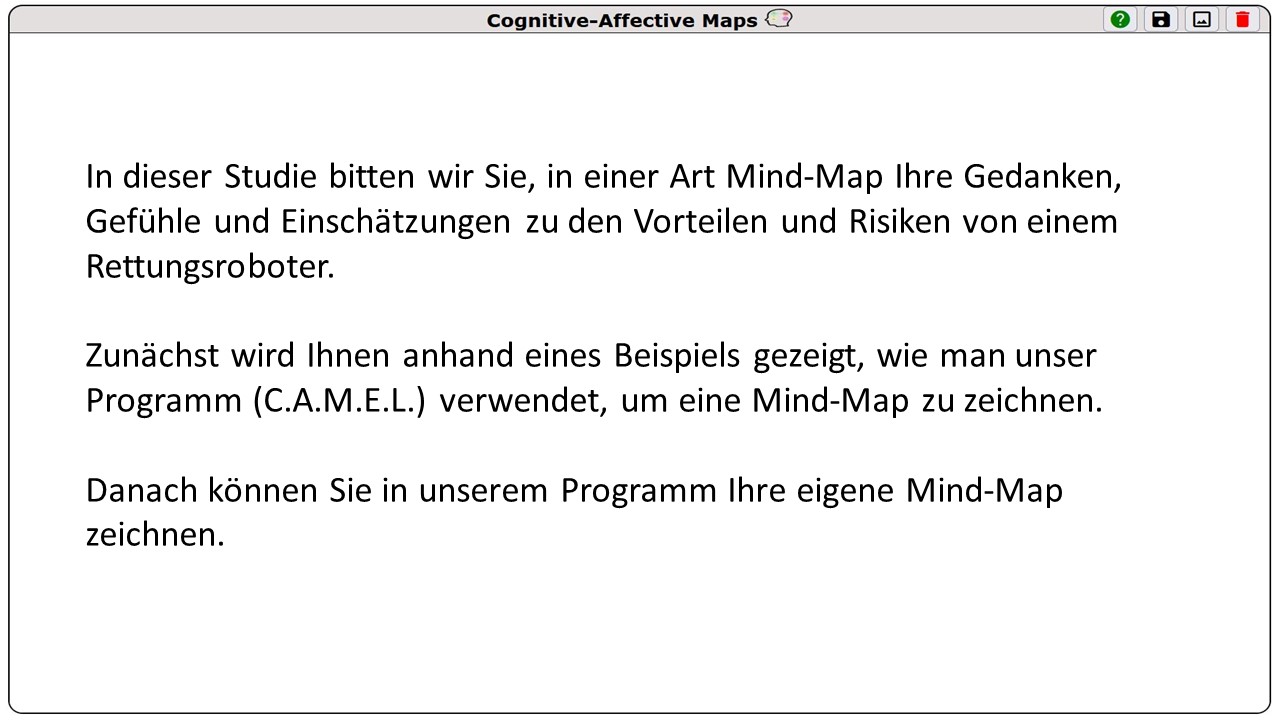 Cognitive-Affective Maps
In dieser Studie bitten wir Sie, in einer Art Mind-Map Ihre Gedanken,
Gefühle und Einschätzungen zu den Vorteilen und Risiken von einem
Rettungsroboter.
Zunächst wird Ihnen anhand eines Beispiels gezeigt, wie man unser
Programm (C.A.M.E.L.) verwendet, um eine Mind-Map zu zeichnen.
Danach können Sie in unserem Programm Ihre eigene Mind-Map
zeichnen.